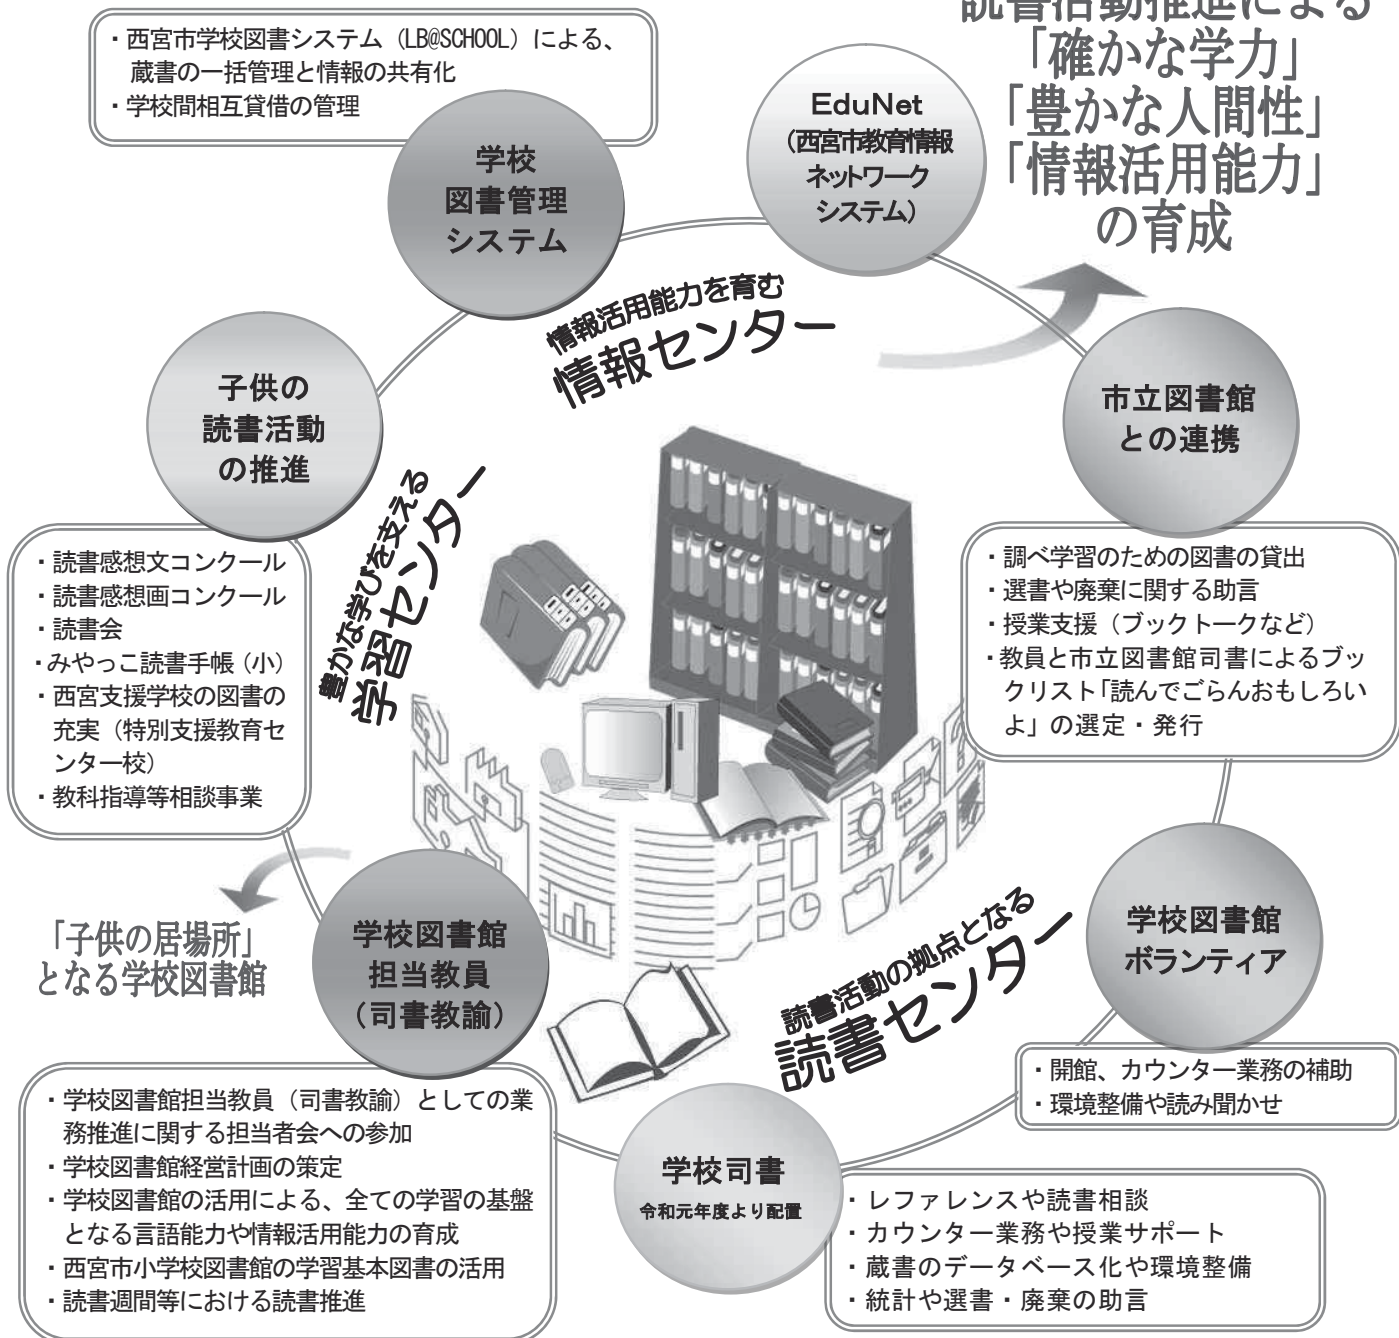 読書活動推進による
「確かな学力」
「豊かな人間性」
「情報活用能力」
の育成
・西宮市学校図書システム（LB@SCHOOL）による、
蔵書の一括管理と情報の共有化
・学校間相互貸借の管理
学校
図書管理
システム
EduNet
（西宮市教育情報
ネットワーク
システム）
情報活用能力を育む
情報センター
子供の
読書活動
の推進
市立図書館
との連携
豊かな学びを支える
学習センター
・読書感想文コンクール
・読書感想画コンクール
・読書会
・みやっこ読書手帳（小）
・西宮支援学校の図書の
充実（特別支援教育セ
ンター校）
・教科指導等相談事業
・調べ学習のための図書の貸出
・選書や廃棄に関する助言
・授業支援（ブックトークなど）
・教員と市立図書館司書によるブッ
クリスト「読んでごらんおもしろい
よ」の選定・発行
「子供の居場所」
となる学校図書館
学校図書館
担当教員
（司書教諭）
読書活動の拠点となる
読書センター
学校図書館
ボランティア
・開館、カウンター業務の補助
・環境整備や読み聞かせ
・学校図書館担当教員（司書教諭）としての業
務推進に関する担当者会への参加
・学校図書館経営計画の策定
・学校図書館の活用による、全ての学習の基盤
となる言語能力や情報活用能力の育成
・西宮市小学校図書館の学習基本図書の活用
・読書週間等における読書推進
学校司書
令和元年度より配置
・レファレンスや読書相談
・カウンター業務や授業サポート
・蔵書のデータベース化や環境整備
・統計や選書・廃棄の助言